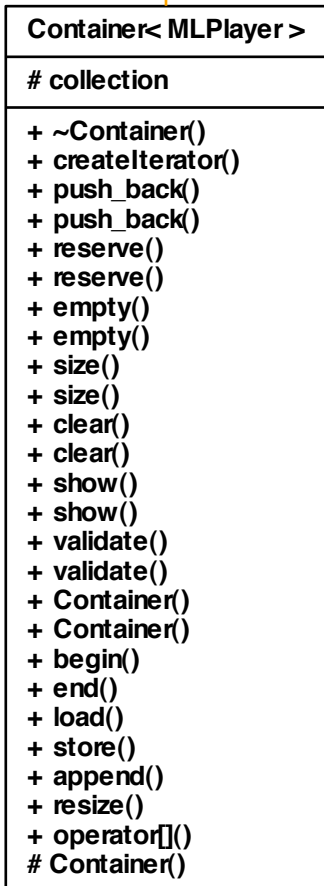 Container< MLPlayer >
# collection
+ ~Container()
+ createIterator()
+ push_back()
+ push_back()
+ reserve()
+ reserve()
+ empty()
+ empty()
+ size()
+ size()
+ clear()
+ clear()
+ show()
+ show()
+ validate()
+ validate()
+ Container()
+ Container()
+ begin()
+ end()
+ load()
+ store()
+ append()
+ resize()
+ operator[]()
# Container()